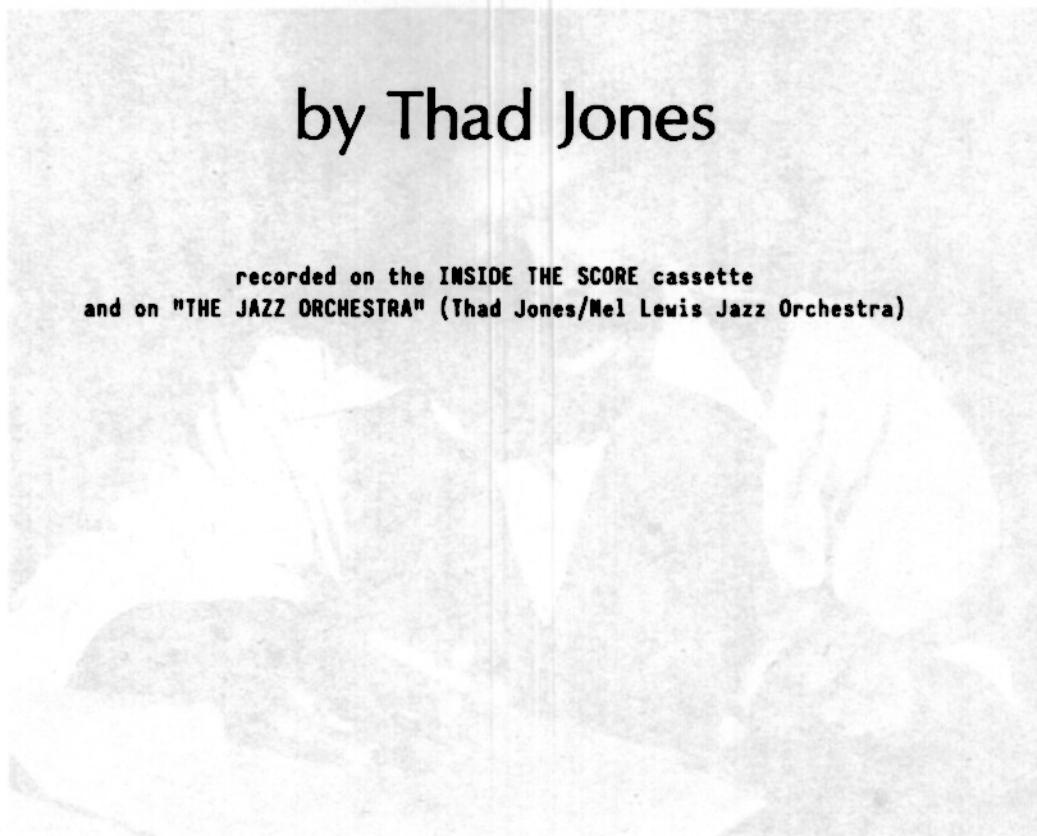 by Thad Jones
recorded on the INSIDE THE SCORE cassette
and on "THE JAZZ ORCHESTRA" (Thad Jones/Mel Lewis Jazz Orchestra)